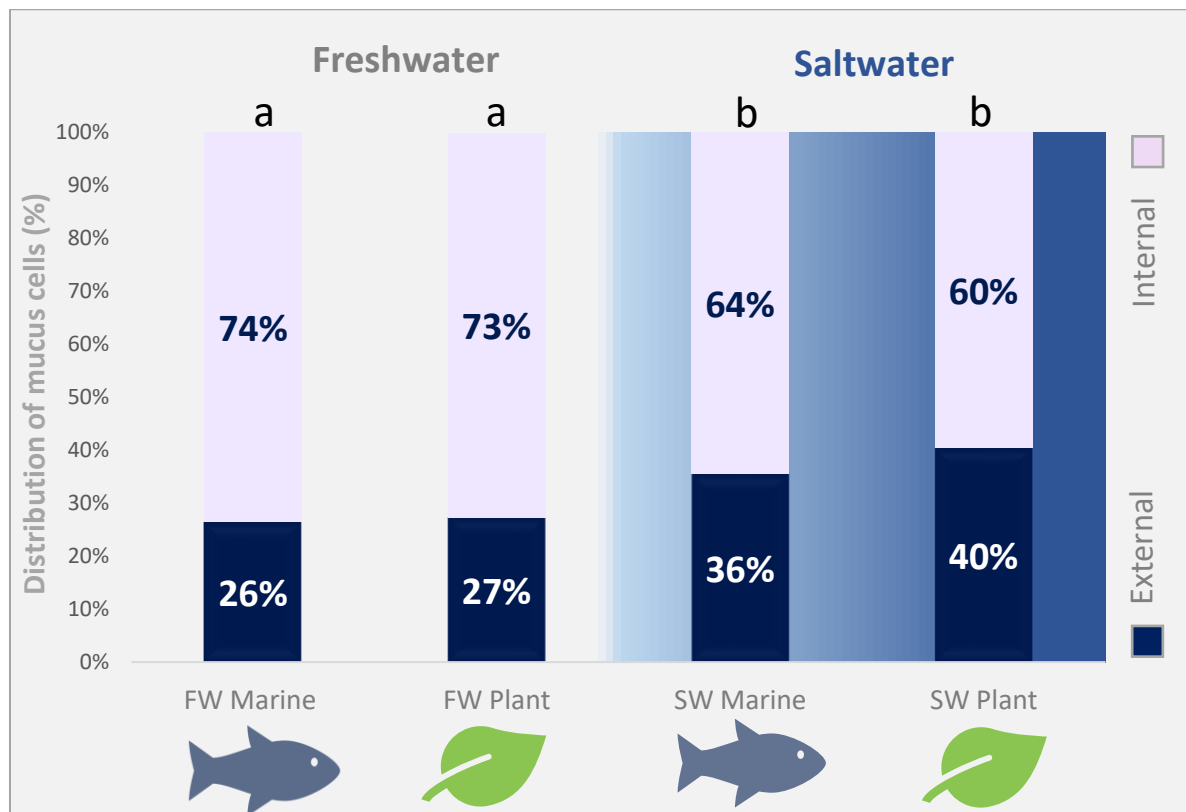 Freshwater
Saltwater
a
a
b
b
Distribution of mucus cells (%)
100%
90%
80%
70%
60%
50%
40%
30%
20%
10%
0%
74%
73%
64%
60%
26%
27%
36%
40%
Internal
External
FW Marine
FW Plant
SW Marine
SW Plant